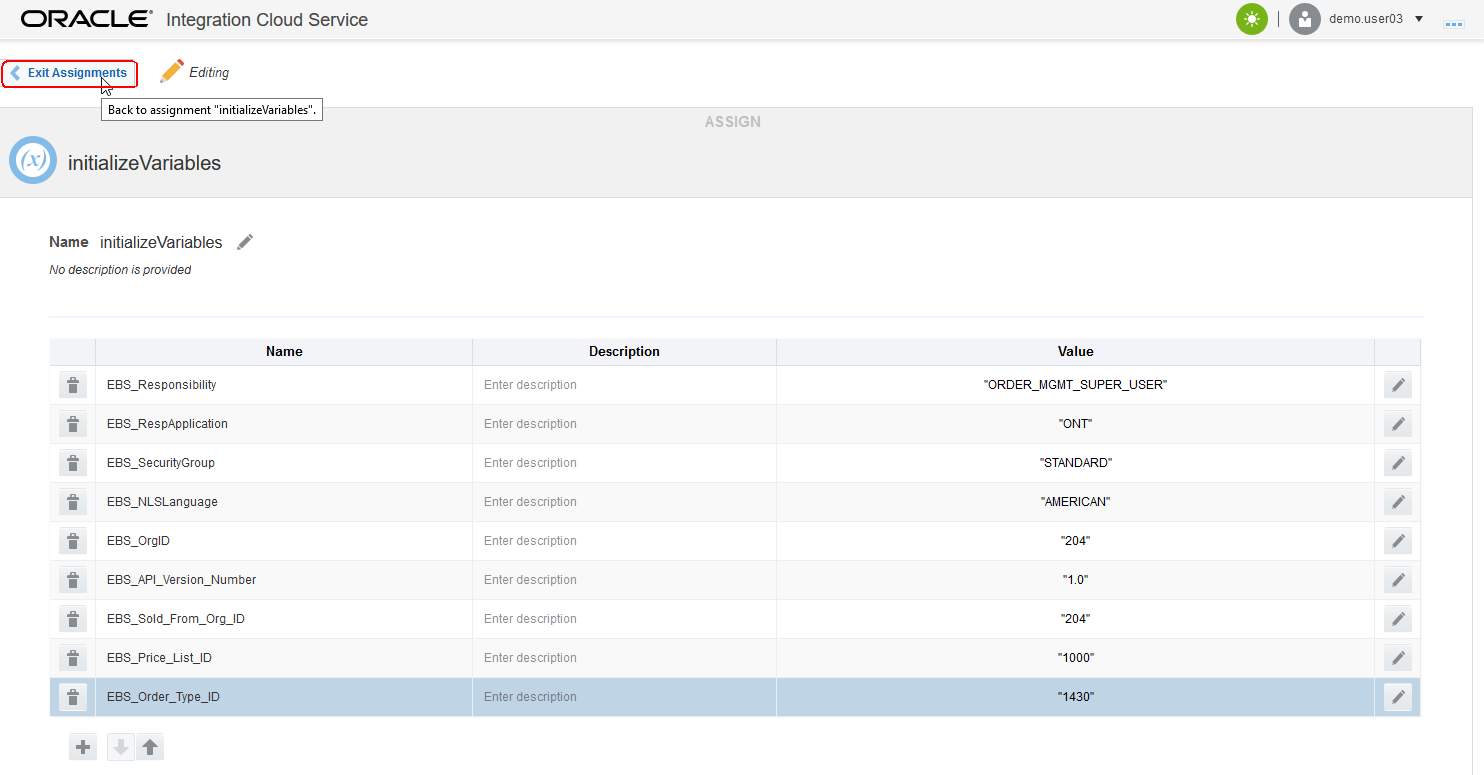 ORACLE® Integration Cloud Service demo.user03
Exit Assignments Editing
Back to assignment "initializeVariables".
ASSIGN
(x) initializeVariables
Name initializeVariables
No description is provided
Name Description Value
EBS_Responsibility Enter description "ORDER_MGMT_SUPER_USER"
EBS_RespApplication Enter description "ONT"
EBS_SecurityGroup Enter description "STANDARD"
EBS_NLSLanguage Enter description "AMERICAN"
EBS_OrgID Enter description "204"
EBS_API_Version_Number Enter description "1.0"
EBS_Sold_From_Org_ID Enter description "204"
EBS_Price_List_ID Enter description "1000"
EBS_Order_Type_ID Enter description "1430"